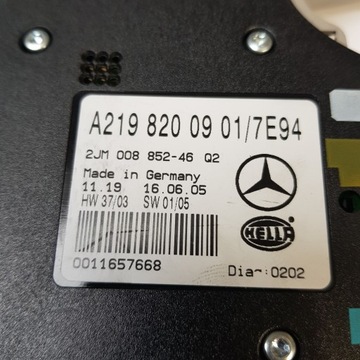 A219 820 09 01/7E94
2JM 008 852-46 Q2
Made in Germany
11.19 16.06.05
HW 37/03 SW 01/05
HELLA
0011657668
Dia-:0202